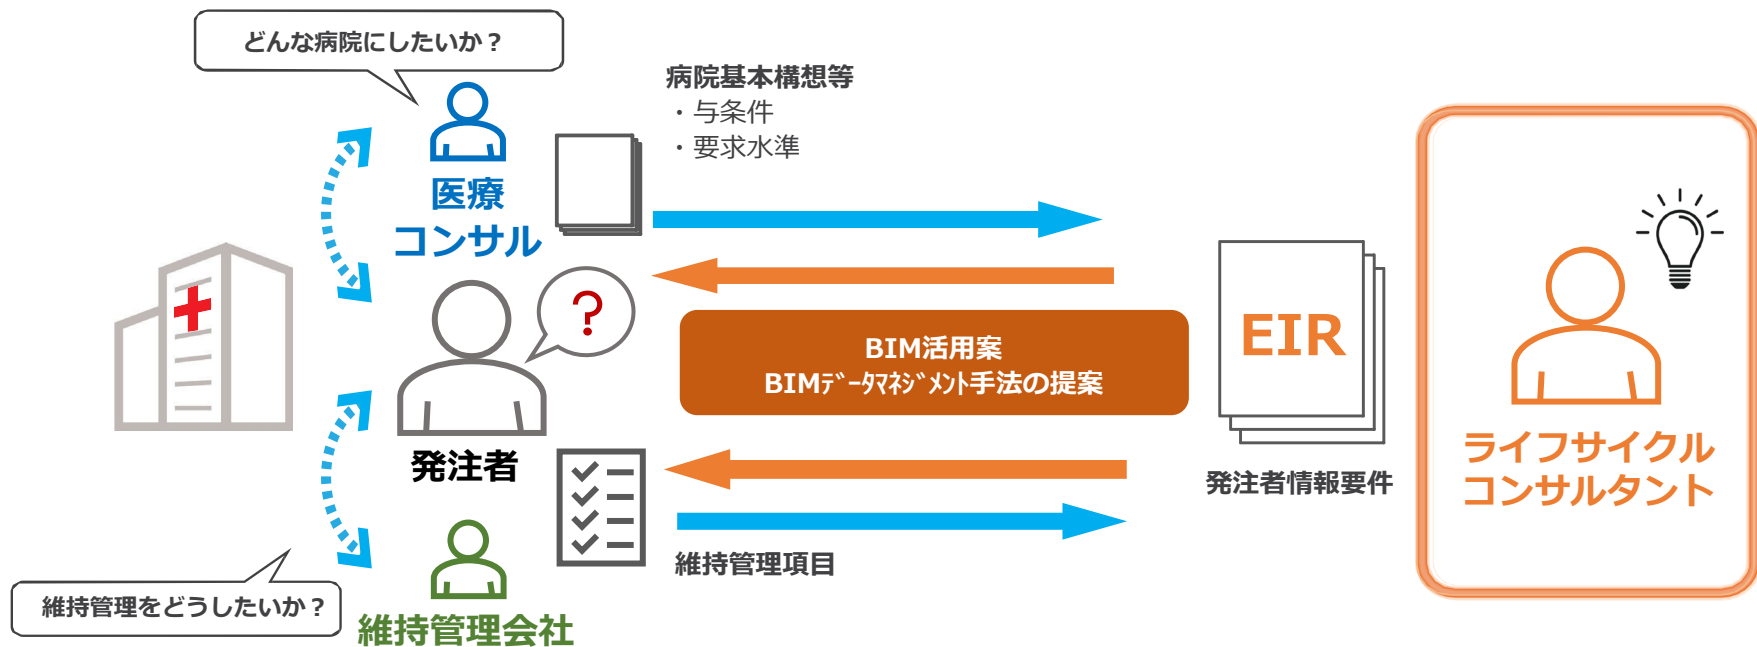 どんな病院にしたいか？
病院基本構想等
・与条件
・要求水準
医療
コンサル
?
BIM活用案
BIMﾃﾞｰﾀﾏﾈｼﾞﾒﾝﾄ手法の提案
EIR
発注者
発注者情報要件
ライフサイクル
コンサルタント
維持管理項目
維持管理をどうしたいか？
維持管理会社